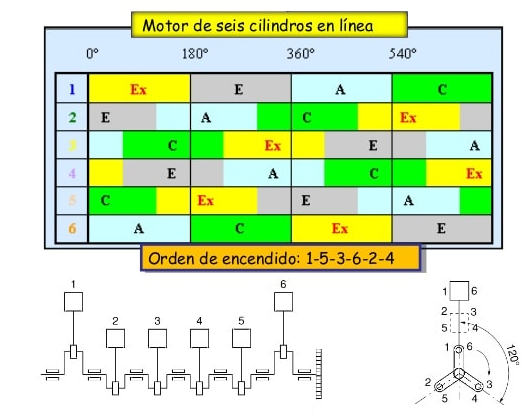 Motor de seis cilindros en línea
0° 180° 360° 540°
1 Ex E A C
2 E A C Ex
3 C Ex E A
4 E A C Ex
5 C Ex E A
6 A C Ex E
Orden de encendido: 1-5-3-6-2-4
1 6
2 3 4 5
1 6
2 3
5 4
1 6
120°
2 3
5 4